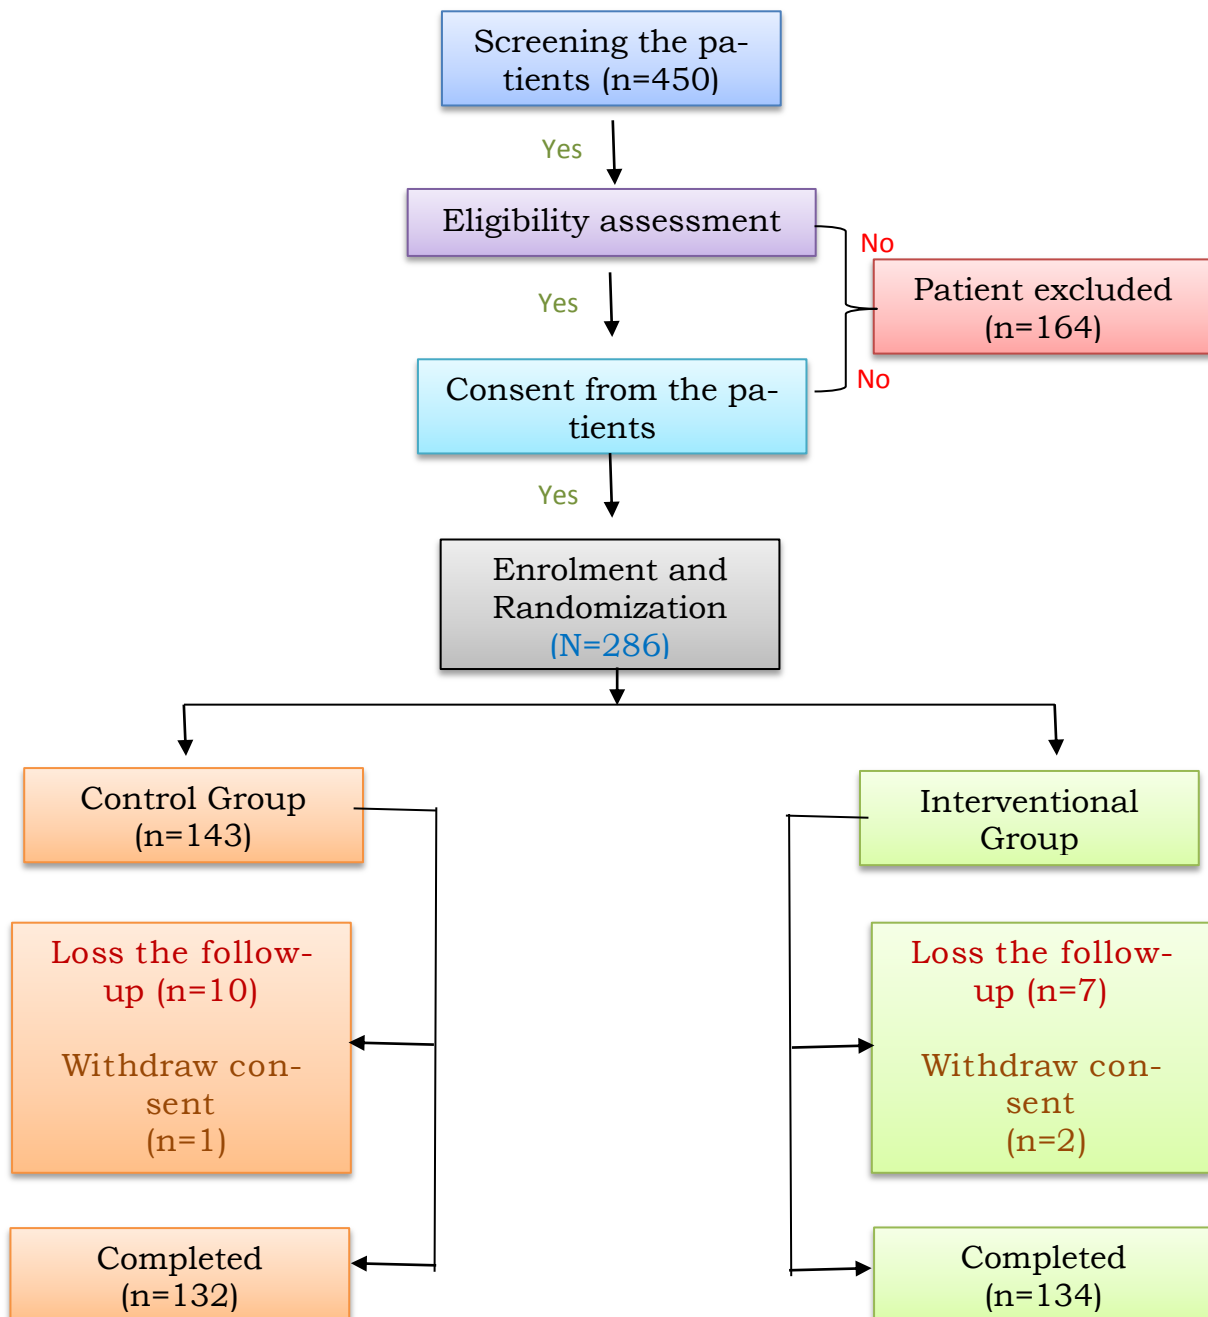 Screening the pa-
tients (n=450)
Yes
Eligibility assessment
No
Patient excluded
(n=164)
Yes
No
Consent from the pa-
tients
Yes
Enrolment and
Randomization
(N=286)
Control Group
(n=143)
Interventional
Group
Loss the follow-
up (n=10)
Withdraw con-
sent
(n=1)
Loss the follow-
up (n=7)
Withdraw con-
sent
(n=2)
Completed
(n=132)
Completed
(n=134)